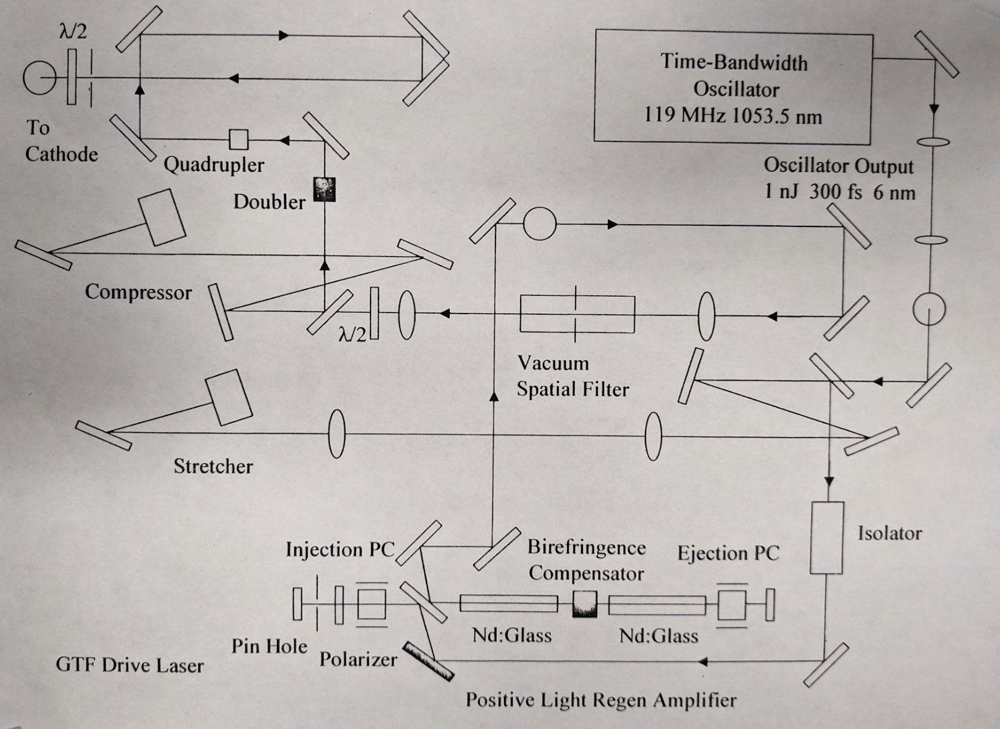 λ/2
Time-Bandwidth
Oscillator
119 MHz 1053.5 nm
To
Cathode
Quadrupler
Oscillator Output
1 nJ 300 fs 6 nm
Doubler
Compressor
λ/2
Vacuum
Spatial Filter
Stretcher
Isolator
Injection PC
Birefringence
Compensator
Ejection PC
Nd:Glass
Nd:Glass
Pin Hole
Polarizer
GTF Drive Laser
Positive Light Regen Amplifier